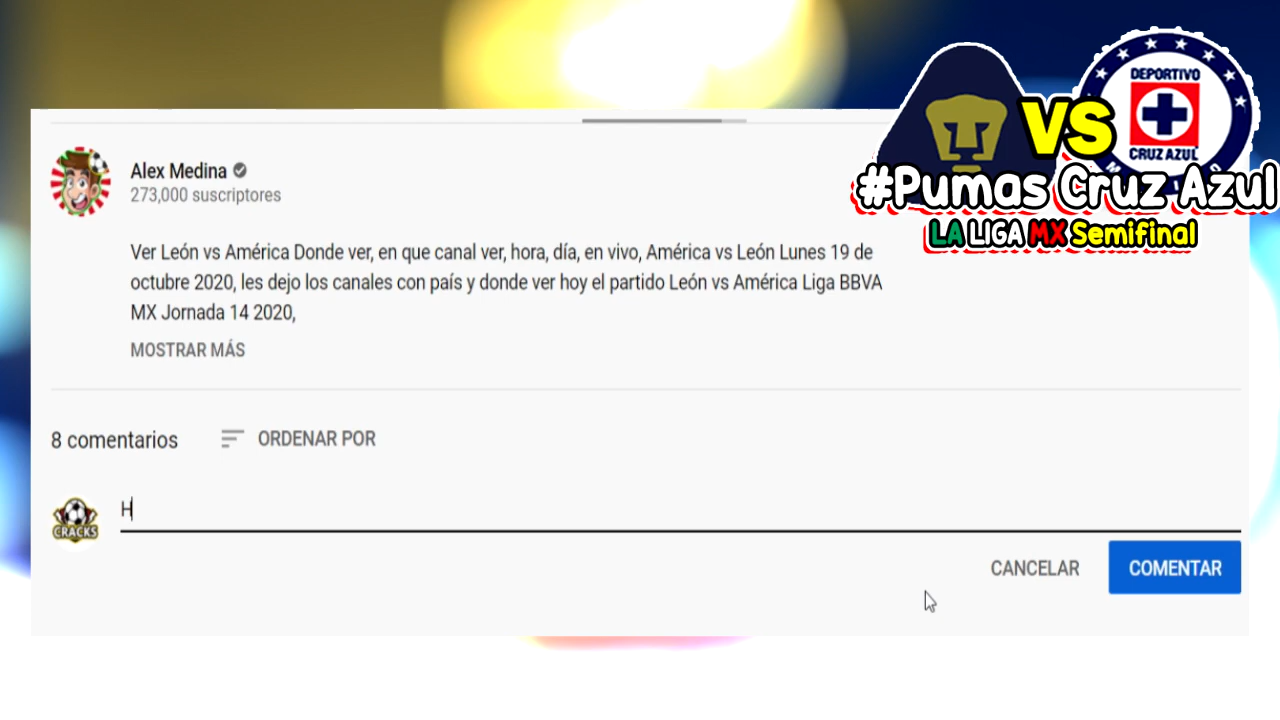 Alex Medina
273,000 suscriptores
Ver León vs América Donde ver, en que canal ver, hora, día, en vivo, América vs León Lunes 19 de
octubre 2020, les dejo los canales con país y donde ver hoy el partido León vs América Liga BBVA
MX Jornada 14 2020,
MOSTRAR MÁS
8 comentarios
ORDENAR POR
CRACKS
H
CANCELAR
COMENTAR
VS
DEPORTIVO
CRUZ AZUL
#Pumas Cruz Azul
LA LIGA MX Semifinal